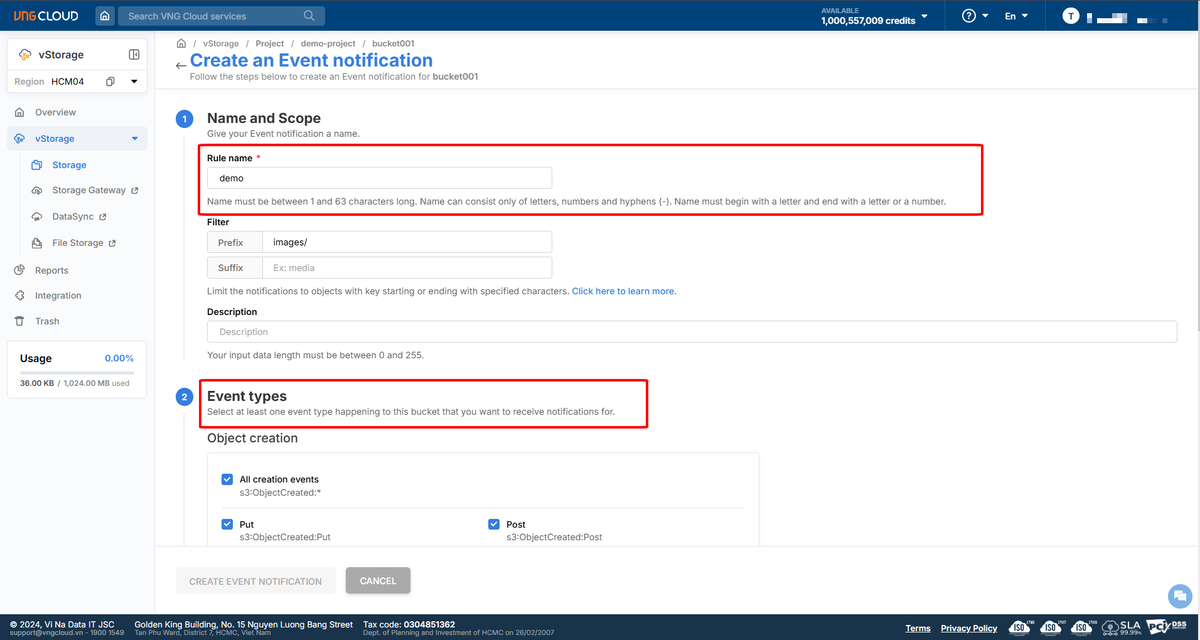 VNGCLOUD
Search VNG Cloud services
AVAILABLE
1,000,557,009 credits
En
T
vStorage
Region HCM04
Overview
vStorage
Storage
Storage Gateway
DataSync
File Storage
Reports
Integration
Trash
Usage 0.00%
36.00 KB / 1,024.00 MB used
vStorage / Project / demo-project / bucket001
Create an Event notification
Follow the steps below to create an Event notification for bucket001
1 Name and Scope
Give your Event notification a name.
Rule name *
demo
Name must be between 1 and 63 characters long. Name can consist only of letters, numbers and hyphens (-). Name must begin with a letter and end with a letter or a number.
Filter
Prefix images/
Suffix Ex: media
Limit the notifications to objects with key starting or ending with specified characters. Click here to learn more.
Description
Description
Your input data length must be between 0 and 255.
2 Event types
Select at least one event type happening to this bucket that you want to receive notifications for.
Object creation
All creation events
s3:ObjectCreated:*
Put
s3:ObjectCreated:Put
Post
s3:ObjectCreated:Post
CREATE EVENT NOTIFICATION
CANCEL
© 2024, Vi Na Data IT JSC
support@vngcloud.vn - 1900 1549
Golden King Building, No. 15 Nguyen Luong Bang Street
Tan Phu Ward, District 7, HCMC, Viet Nam
Tax code: 0304851362
Dept. of Planning and Investment of HCMC on 26/02/2007
Terms
Privacy Policy
ISO
ISO
ISO
SLA
99.99%
PCI DSS